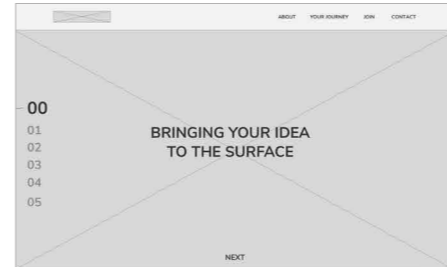 ABOUT YOUR JOURNEY JOIN CONTACT
00
01
02
03
04
05
BRINGING YOUR IDEA
TO THE SURFACE
NEXT